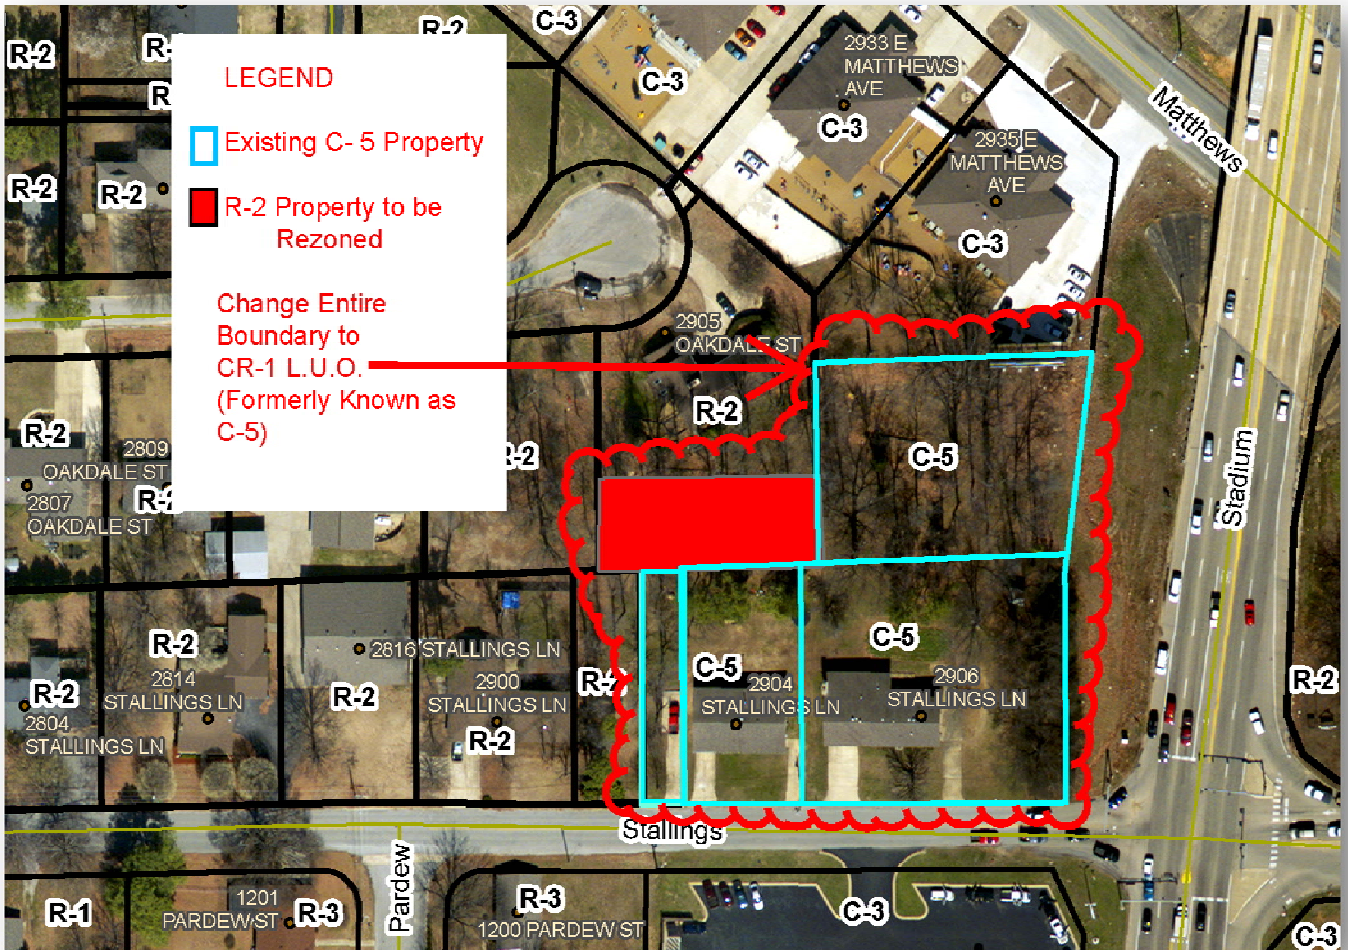 C-3
R-2
R-2
R-
R
LEGEND
Existing C- 5 Property
R-2 Property to be
Rezoned
Change Entire
Boundary to
CR-1 L.U.O.
(Formerly Known as
C-5)
C-3
2933 E
MATTHEWS
AVE
C-3
2935 E
MATTHEWS
AVE
C-3
Matthews
Stadium
R-2
R-2
2905
OAKDALE ST
R-2
C-5
R-2
2809
OAKDALE ST
R-2
2807
OAKDALE ST
R-2
R-2
2814
STALLINGS LN
2816 STALLINGS LN
R-2
2900
STALLINGS LN
R-2
R-2
C-5
2904
STALLINGS LN
C-5
2906
STALLINGS LN
R-2
R-2
2804
STALLINGS LN
Stallings
Pardew
R-1
1201
PARDEW ST
R-3
R-3
1200 PARDEW ST
C-3
C-3